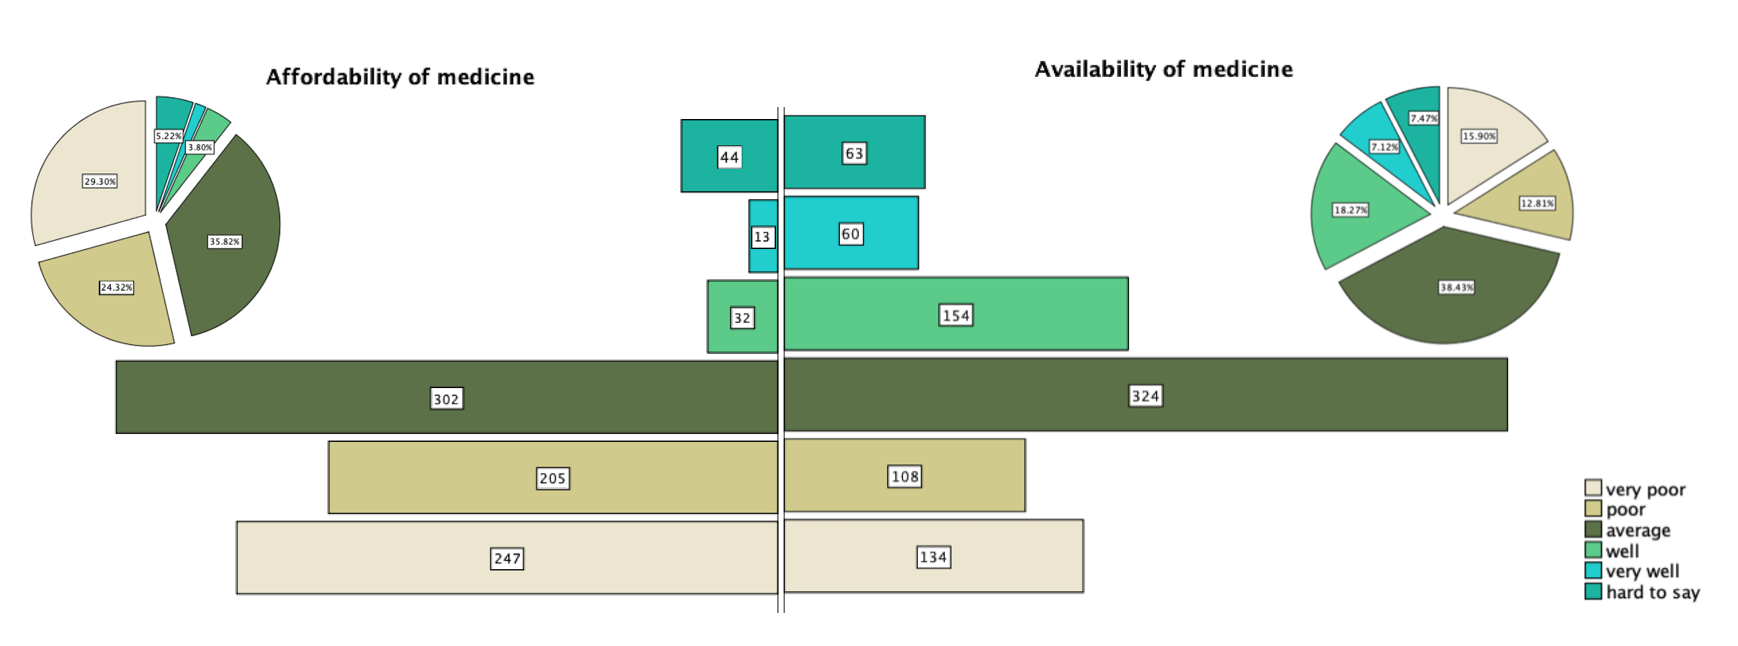 Affordability of medicine
Availability of medicine
5.22%
3.80%
29.30%
35.82%
24.32%
7.47%
15.90%
7.12%
12.81%
18.27%
38.43%
44
63
13
60
32
154
302
324
205
108
247
134
very poor
poor
average
well
very well
hard to say